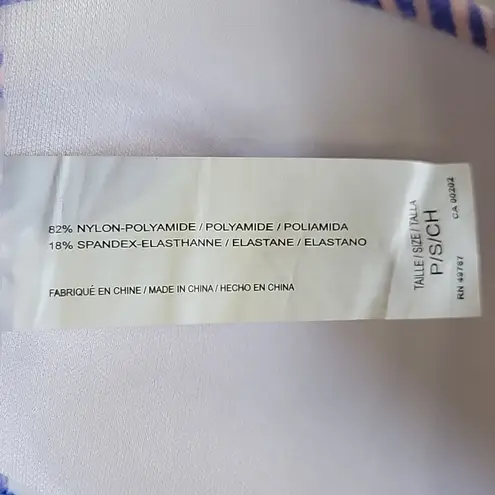 82% NYLON-POLYAMIDE / POLYAMIDE / POLIAMIDA
18% SPANDEX-ELASTHANNE / ELASTANE / ELASTANO
FABRIQUÉ EN CHINE / MADE IN CHINA / HECHO EN CHINA
TAILLE / SIZE / TALLA
P/S/CH
RN 49767 CA 00202